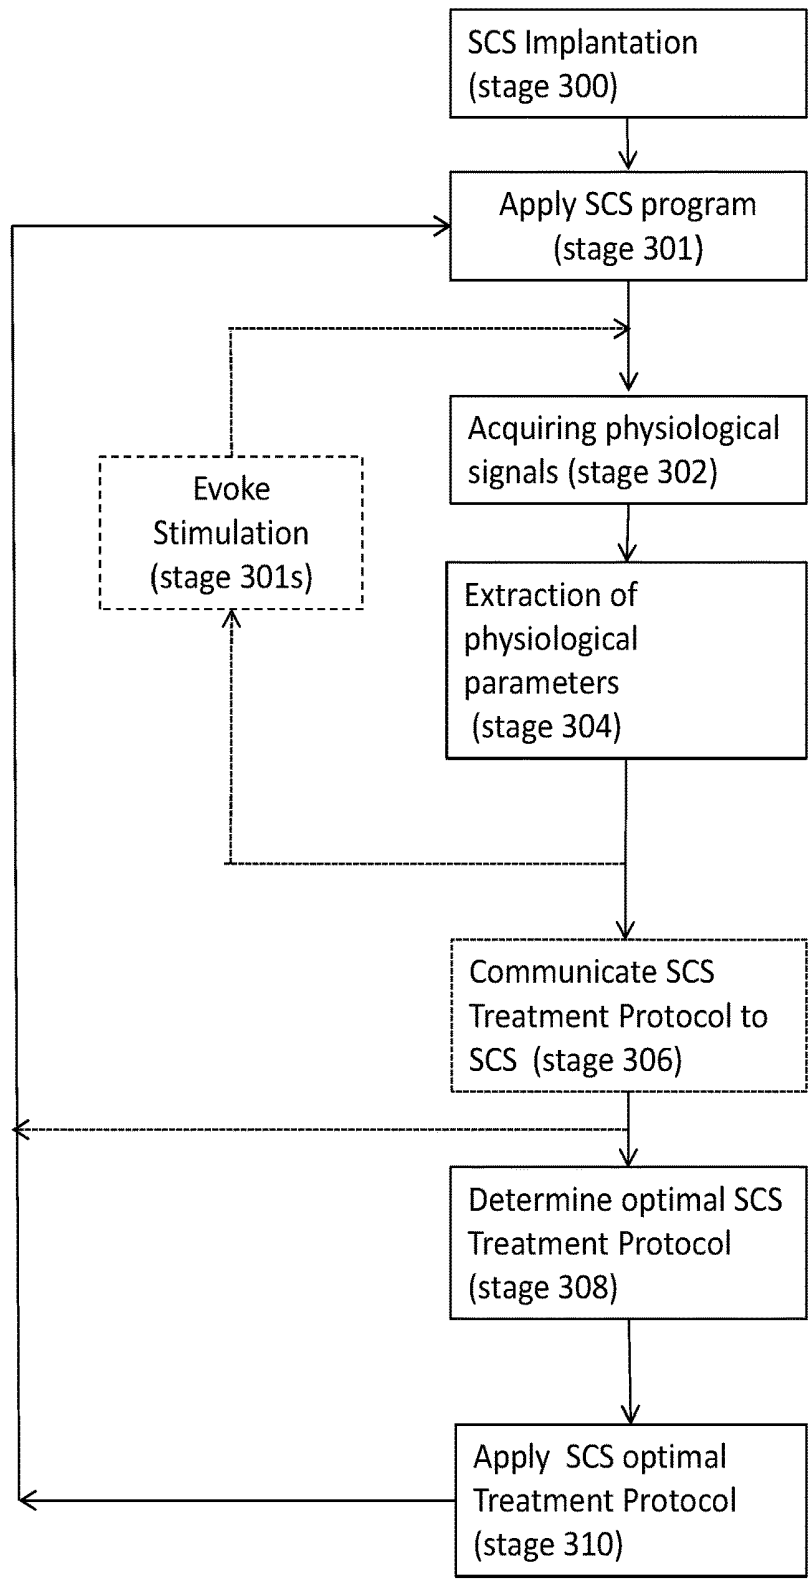 SCS Implantation
(stage 300)
Apply SCS program
(stage 301)
Acquiring physiological
signals (stage 302)
Evoke
Stimulation
(stage 301s)
Extraction of
physiological
parameters
(stage 304)
Communicate SCS
Treatment Protocol to
SCS (stage 306)
Determine optimal SCS
Treatment Protocol
(stage 308)
Apply SCS optimal
Treatment Protocol
(stage 310)